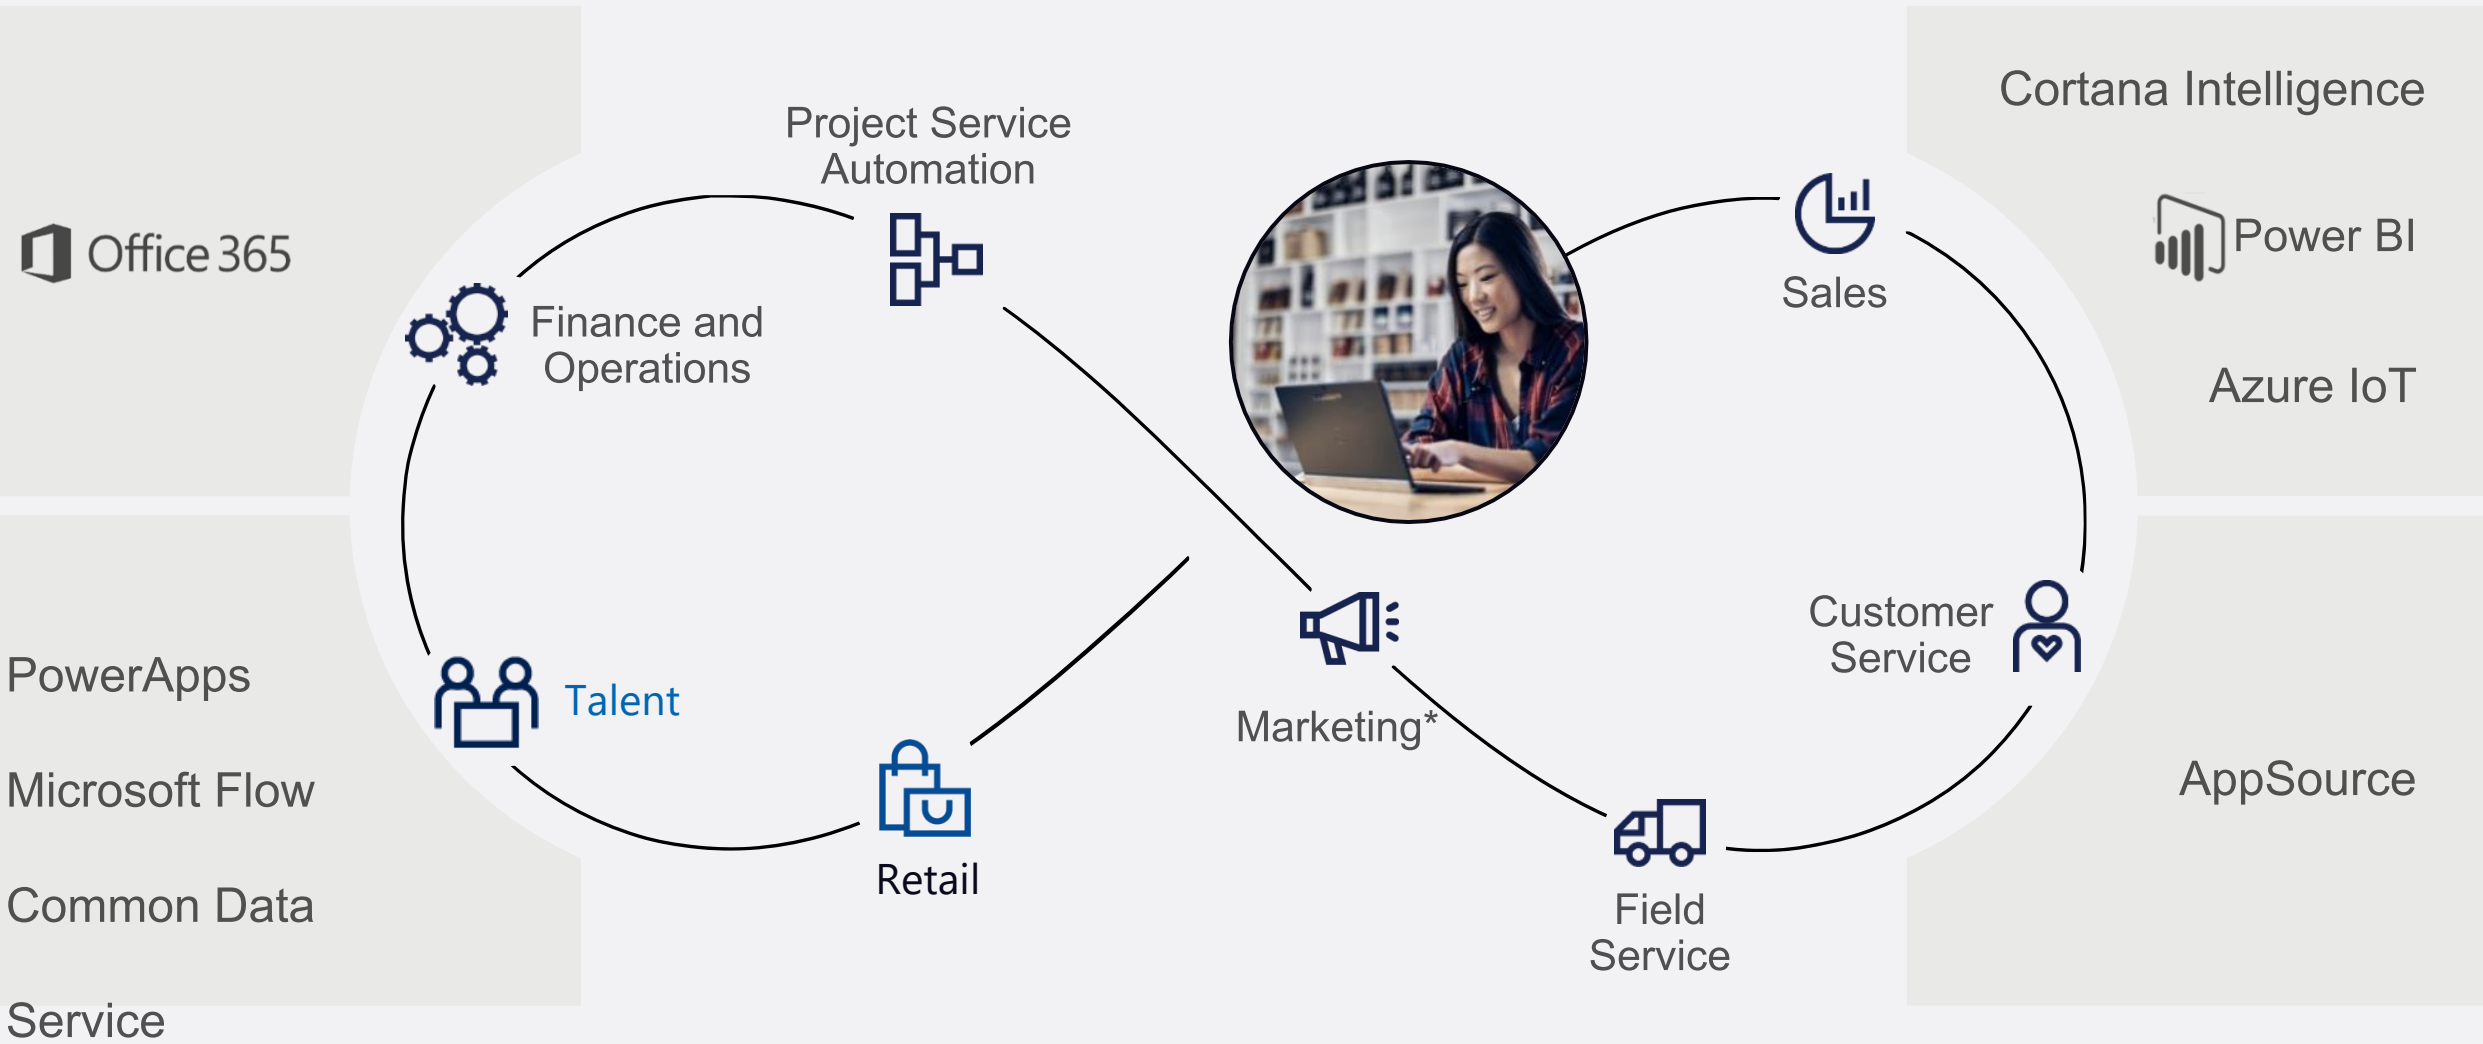 Office 365
PowerApps
Microsoft Flow
Common Data
Service
Project Service
Automation
Finance and
Operations
Talent
Retail
Marketing*
Sales
Customer
Service
Field
Service
Cortana Intelligence
Power BI
Azure IoT
AppSource